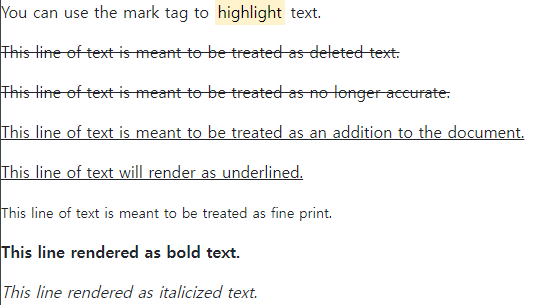 You can use the mark tag to highlight text.
This line of text is meant to be treated as deleted text.
This line of text is meant to be treated as no longer accurate.
This line of text is meant to be treated as an addition to the document.
This line of text will render as underlined.
This line of text is meant to be treated as fine print.
This line rendered as bold text.
This line rendered as italicized text.